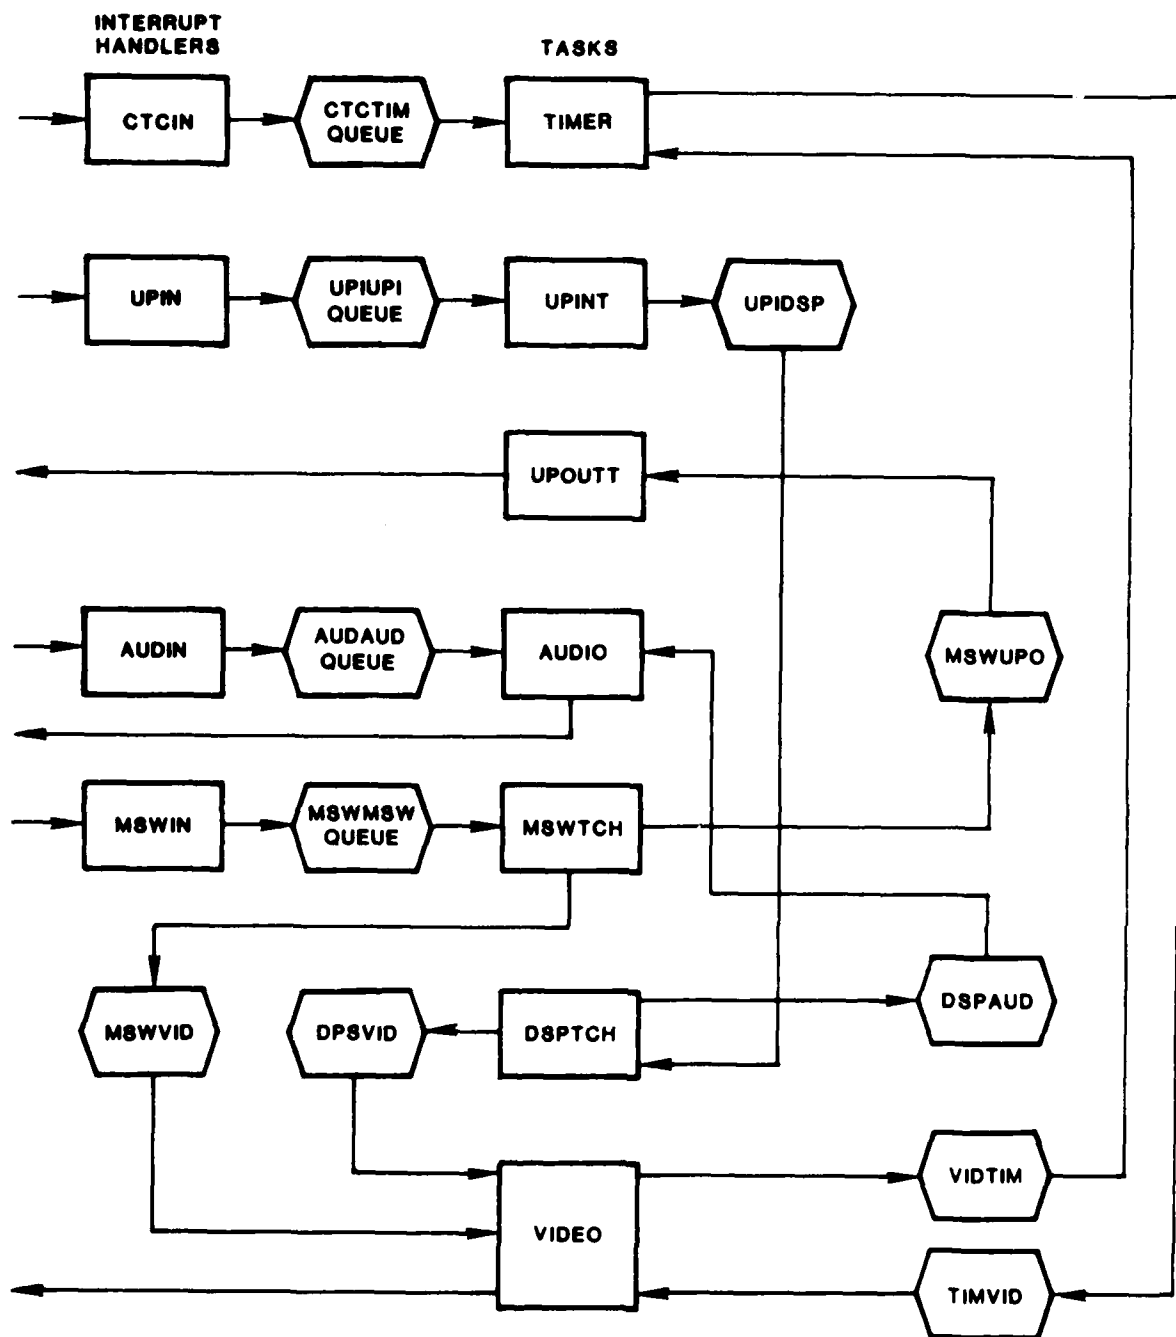 INTERRUPT
HANDLERS
TASKS
CTCIN
CTCTIM
QUEUE
TIMER
UPIN
UPIUPI
QUEUE
UPINT
UPIDSP
UPOUTT
AUDIN
AUDAUD
QUEUE
AUDIO
MSWUPO
MSWIN
MSWMSW
QUEUE
MSWTCH
MSWVID
DPSVID
DSPTCH
DSPAUD
VIDEO
VIDTIM
TIMVID